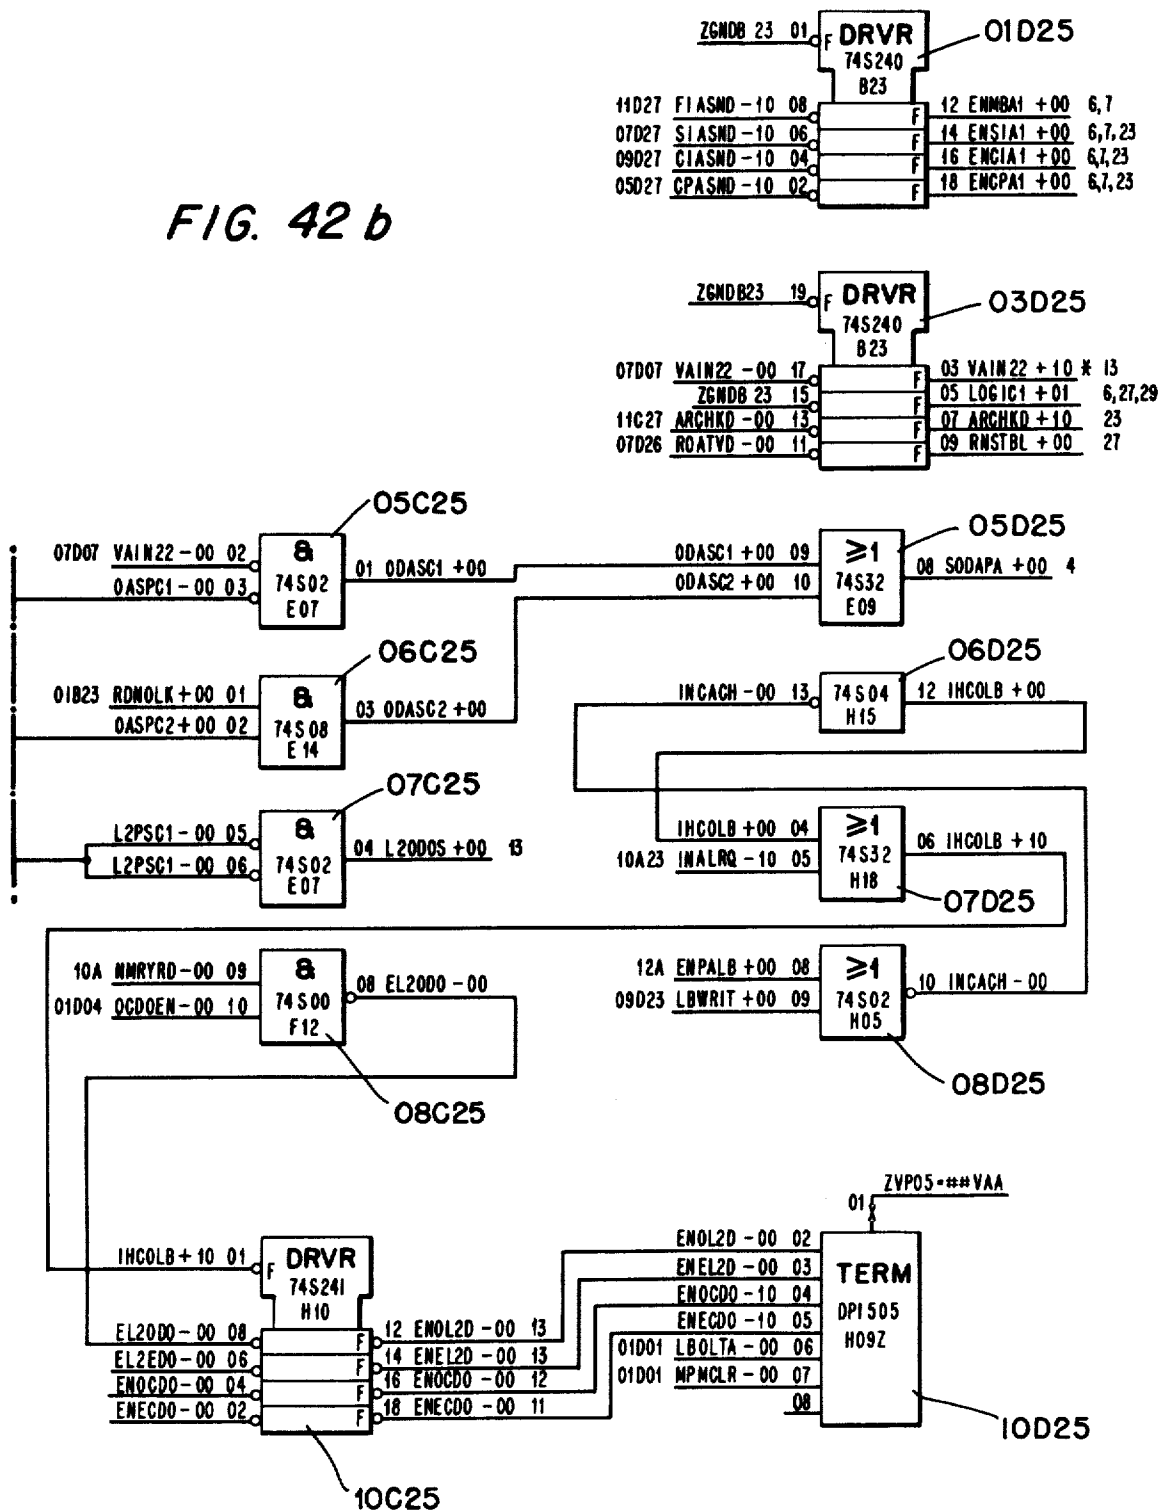 ZGNDB 23 01 F DRVR 01D25
74S240
B23
11D27 FIASND -10 08 F 12 ENMBA1 +00 6,7
07D27 SIASND -10 06 F 14 ENSIA1 +00 6,7,23
09D27 CIASND -10 04 F 16 ENCIA1 +00 6,7,23
05D27 CPASND -10 02 F 18 ENCPA1 +00 6,7,23
FIG. 42 b
ZGNDB23 19 F DRVR 03D25
74S240
B23
07D07 VAIN22 -00 17 F 03 VAIN22 +10 * 13
ZGNDB 23 15 F 05 LOGIC1 +01 6,27,29
11C27 ARCHKD -00 13 F 07 ARCHKD +10 23
07D26 ROATVD -00 11 F 09 RNSTBL +00 27
05C25
07D07 VAIN22 -00 02 & 01 ODASC1 +00
OASPC1 -00 03 74S02
E07
05D25
ODASC1 +00 09 ≥1 08 SODAPA +00 4
ODASC2 +00 10 74S32
E09
06C25
01B23 RDNOLK +00 01 & 03 ODASC2 +00
OASPC2 +00 02 74S08
E14
06D25
INCACH -00 13 74S04 12 IHCOLB +00
H15
07C25
L2PSC1 -00 05 & 04 L2ODOS +00 13
L2PSC1 -00 06 74S02
E07
IHCOLB +00 04 ≥1 06 IHCOLB +10
10A23 INALRQ -10 05 74S32
H18
07D25
10A NMRYRD -00 09 & 08 EL2ODO -00
01D04 OCDOEN -00 10 74S00
F12
08C25
12A ENPALB +00 08 ≥1 10 INCACH -00
09D23 LBWRIT +00 09 74S02
H05
08D25
ZVP05-##VAA
01
IHCOLB +10 01 F DRVR
74S241
H10
EL2ODO -00 08 F 12 ENOL2D -00 13
EL2EDO -00 06 F 14 ENEL2D -00 13
ENOCDO -00 04 F 16 ENOCDO -00 12
ENECDO -00 02 F 18 ENECDO -00 11
10C25
ENOL2D -00 02 TERM
ENEL2D -00 03 DP1505
ENOCDO -10 04 H09Z
ENECDO -10 05
01D01 LBOLTA -00 06
01D01 MPMCLR -00 07
08
10D25